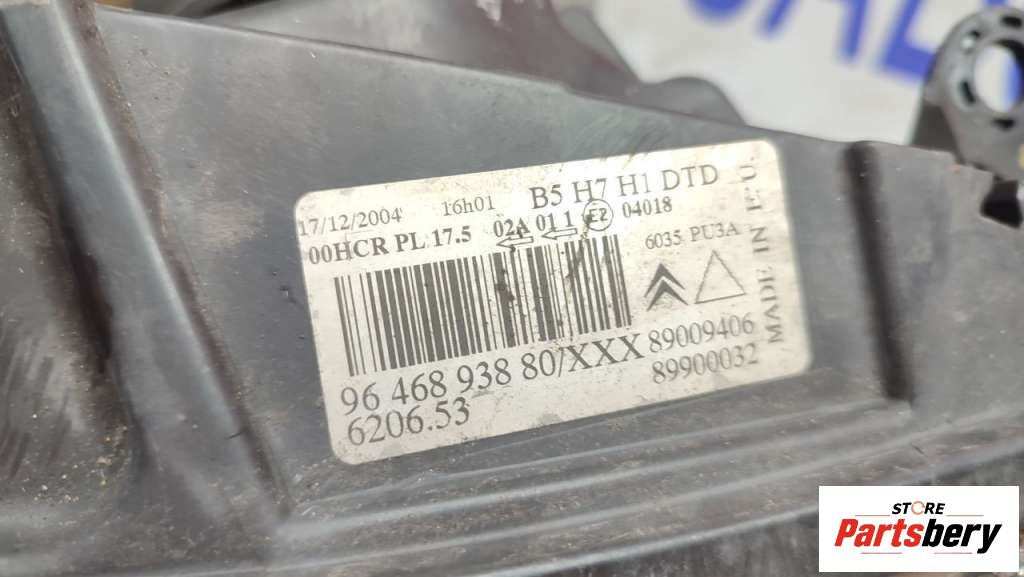 17/12/2004 16h01 B5 H7 H1 DTD
00HCR PL 17.5 02A 01 1 E2 04018
6035 PU3A
MADE IN E.U.
96 468 938 80/XXX 89009406
6206.53 89900032
STORE
Partsbery